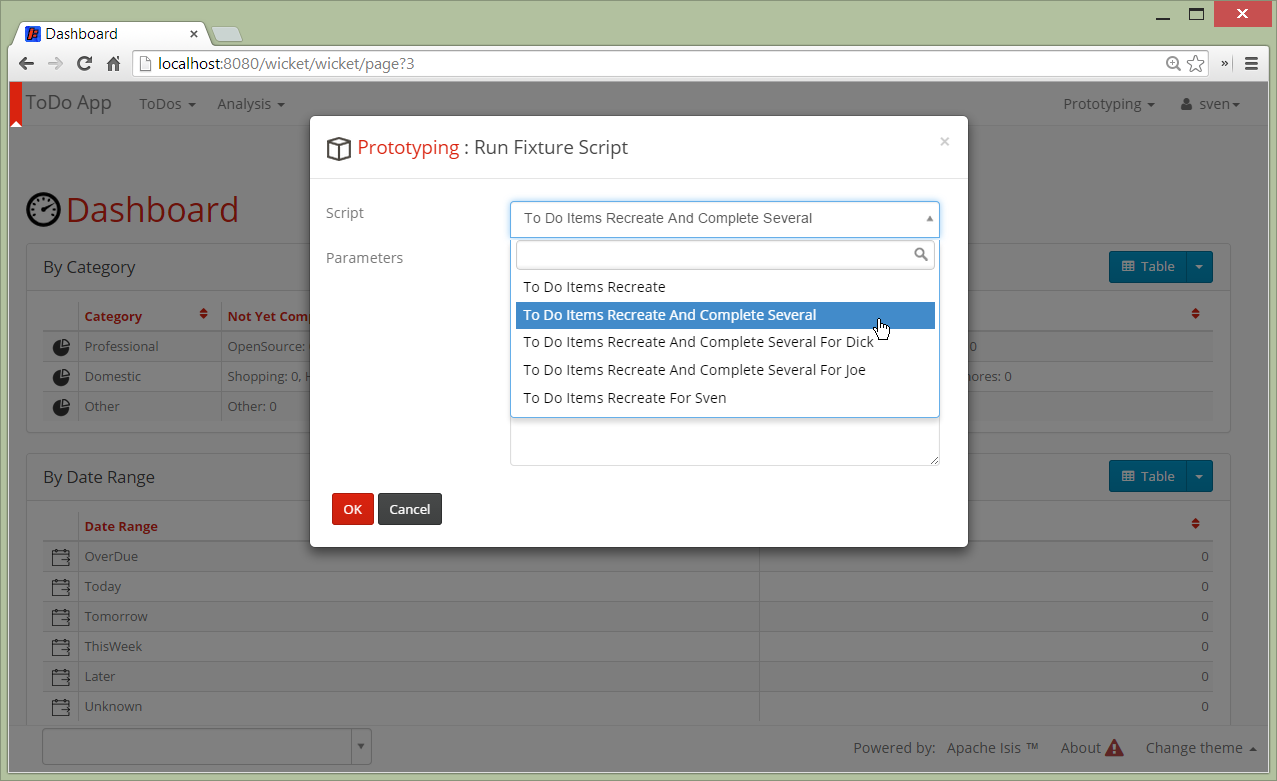 Dashboard
localhost:8080/wicket/wicket/page?3
ToDo App ToDos Analysis Prototyping sven
Prototyping : Run Fixture Script
Dashboard
Script To Do Items Recreate And Complete Several
Parameters
To Do Items Recreate
To Do Items Recreate And Complete Several
To Do Items Recreate And Complete Several For Dick
To Do Items Recreate And Complete Several For Joe
To Do Items Recreate For Sven
OK Cancel
By Category Table
Category Not Yet Com
Professional OpenSource: 0
Domestic Shopping: 0, H ores: 0
Other Other: 0
By Date Range Table
Date Range
OverDue 0
Today 0
Tomorrow 0
ThisWeek 0
Later 0
Unknown 0
Powered by: Apache Isis ™ About Change theme